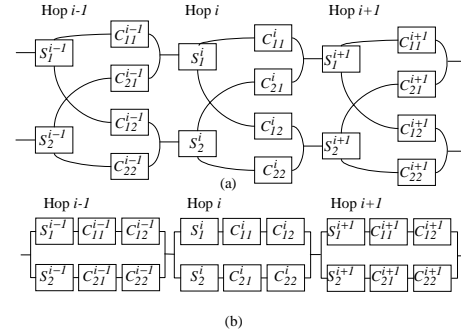 Hop i-1 Hop i Hop i+1
C_{11}^{i-1} C_{11}^{i} C_{11}^{i+1}
S_1^{i-1} S_1^{i} S_1^{i+1}
C_{21}^{i-1} C_{21}^{i} C_{21}^{i+1}
C_{12}^{i-1} C_{12}^{i} C_{12}^{i+1}
S_2^{i-1} S_2^{i} S_2^{i+1}
C_{22}^{i-1} C_{22}^{i} C_{22}^{i+1}
(a)
Hop i-1 Hop i Hop i+1
S_1^{i-1} C_{11}^{i-1} C_{12}^{i-1} S_1^{i} C_{11}^{i} C_{12}^{i} S_1^{i+1} C_{11}^{i+1} C_{12}^{i+1}
S_2^{i-1} C_{21}^{i-1} C_{22}^{i-1} S_2^{i} C_{21}^{i} C_{22}^{i} S_2^{i+1} C_{21}^{i+1} C_{22}^{i+1}
(b)